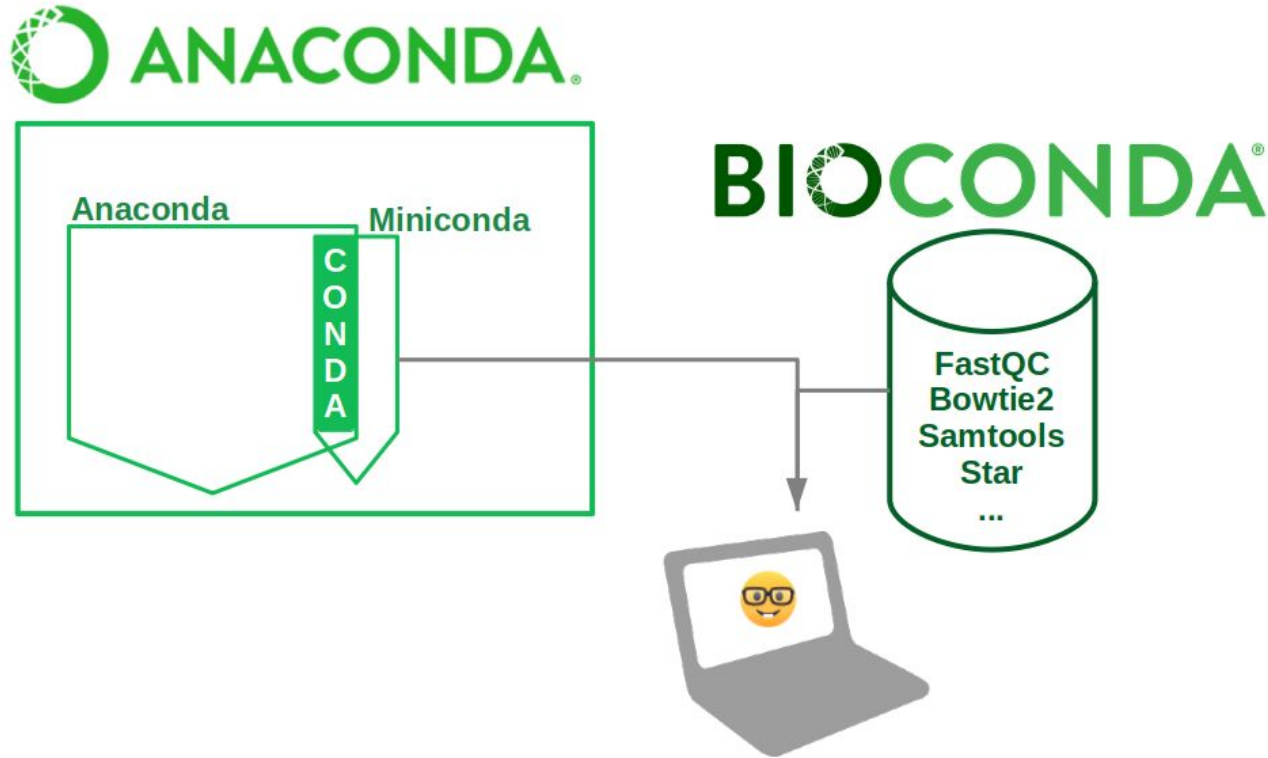 ANACONDA®
Anaconda
Miniconda
C
O
N
D
A
BIOCONDA®
FastQC
Bowtie2
Samtools
Star
...